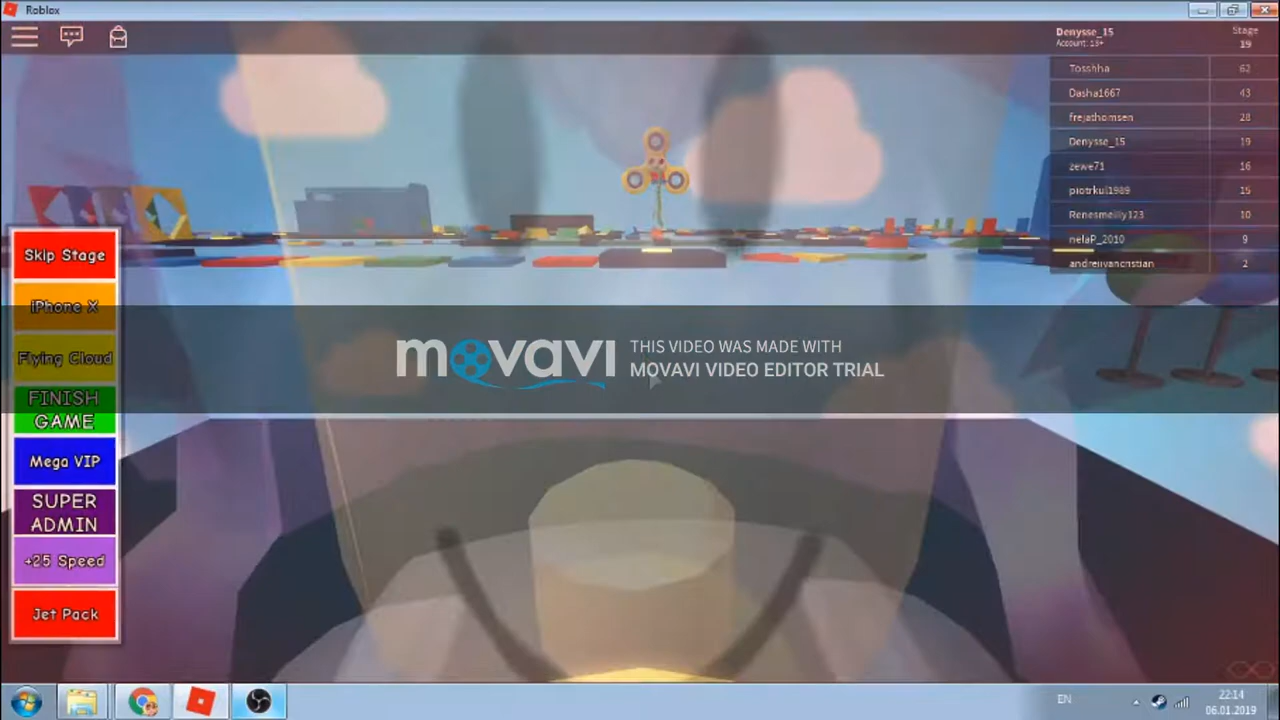 Roblox
Denysse_15
Account: 13+
Stage
19
Tosshha 62
Dasha1667 43
frejathomsen 28
Denysse_15 19
zewe71 16
piotrkul1989 15
Renesmeilly123 10
nelaP_2010 9
andreiivancristian 2
Skip Stage
iPhone X
Flying Cloud
FINISH
GAME
Mega VIP
SUPER
ADMIN
+25 Speed
Jet Pack
movavi
THIS VIDEO WAS MADE WITH
MOVAVI VIDEO EDITOR TRIAL
EN
22:14
06.01.2019